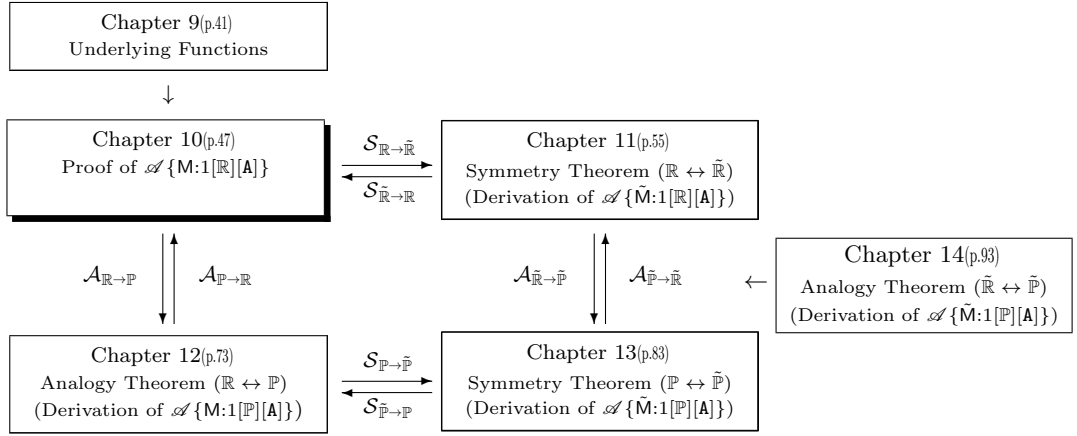 Chapter 9(p.41)
Underlying Functions
↓
Chapter 10(p.47)
Proof of 𝒜{M:1[ℝ][A]}
𝒮ℝ→ℝ̃
𝒮ℝ̃→ℝ
Chapter 11(p.55)
Symmetry Theorem (ℝ ↔ ℝ̃)
(Derivation of 𝒜{M̃:1[ℝ][A]})
𝒜ℝ→ℙ
𝒜ℙ→ℝ
𝒜ℝ̃→ℙ̃
𝒜ℙ̃→ℝ̃
←
Chapter 14(p.93)
Analogy Theorem (ℝ̃ ↔ ℙ̃)
(Derivation of 𝒜{M̃:1[ℙ][A]})
Chapter 12(p.73)
Analogy Theorem (ℝ ↔ ℙ)
(Derivation of 𝒜{M:1[ℙ][A]})
𝒮ℙ→ℙ̃
𝒮ℙ̃→ℙ
Chapter 13(p.83)
Symmetry Theorem (ℙ ↔ ℙ̃)
(Derivation of 𝒜{M̃:1[ℙ][A]})